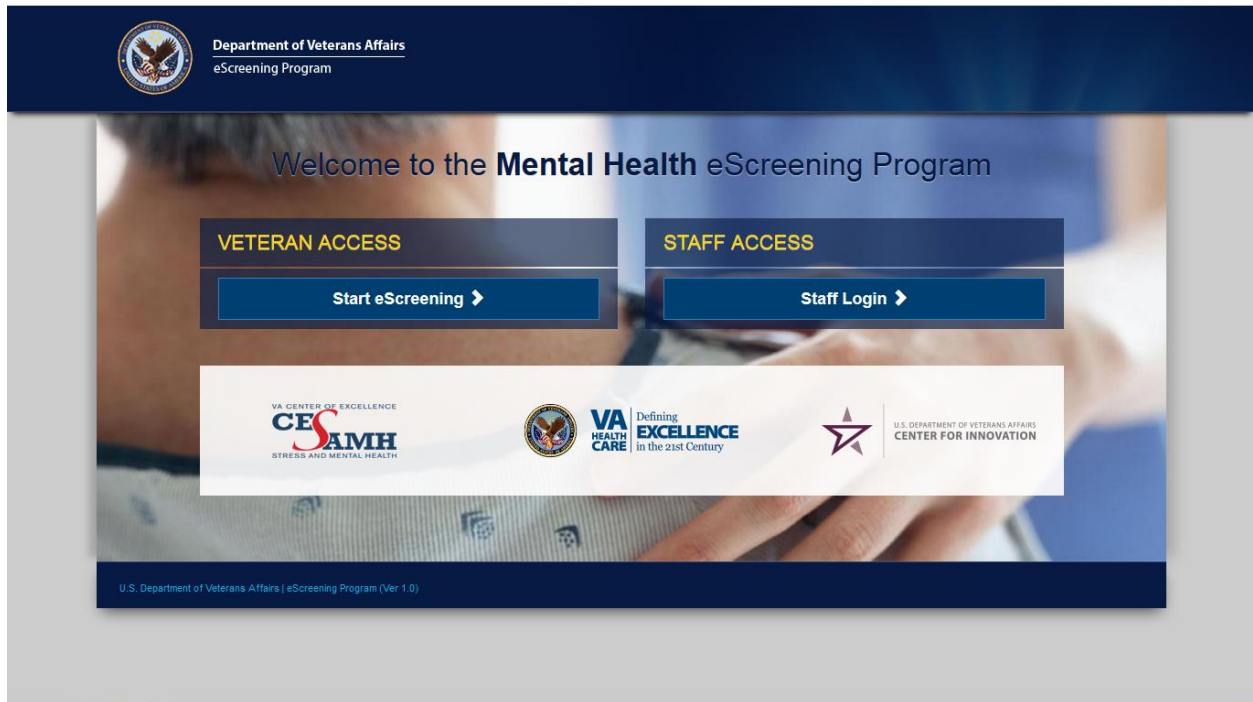 Department of Veterans Affairs
eScreening Program
Welcome to the Mental Health eScreening Program
VETERAN ACCESS
Start eScreening
STAFF ACCESS
Staff Login
VA CENTER OF EXCELLENCE
CESAMH
STRESS AND MENTAL HEALTH
VA
HEALTH
CARE
Defining
EXCELLENCE
in the 21st Century
U.S. DEPARTMENT OF VETERANS AFFAIRS
CENTER FOR INNOVATION
U.S. Department of Veterans Affairs | eScreening Program (Ver 1.0)